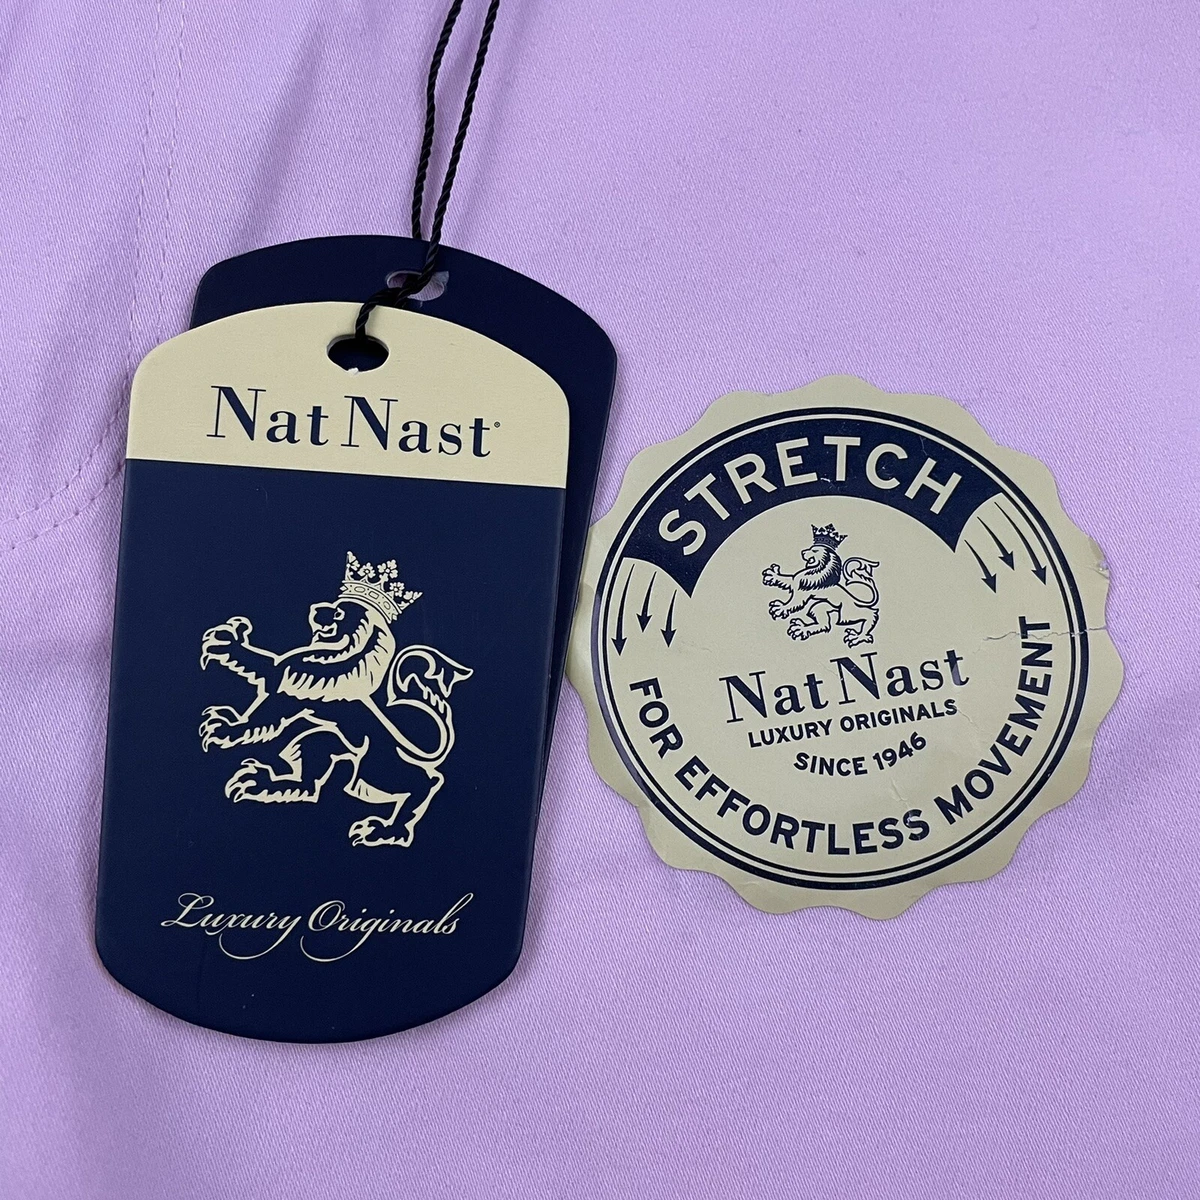 Nat Nast®
Luxury Originals
STRETCH
Nat Nast
LUXURY ORIGINALS
SINCE 1946
FOR EFFORTLESS MOVEMENT